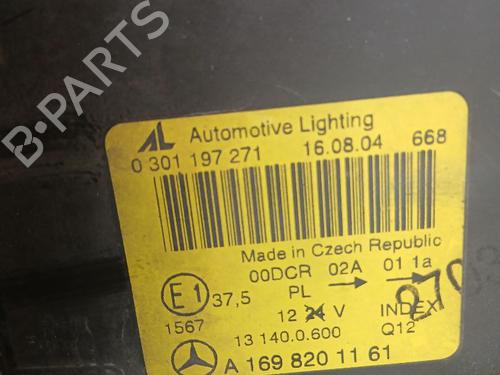 B-PARTS
AL Automotive Lighting
0 301 197 271 16.08.04 668
Made in Czech Republic
00DCR 02A 01 1a
E1 37,5 PL → →
1567 12 24 V INDEX
13 140.0.600 Q12
A 169 820 11 61